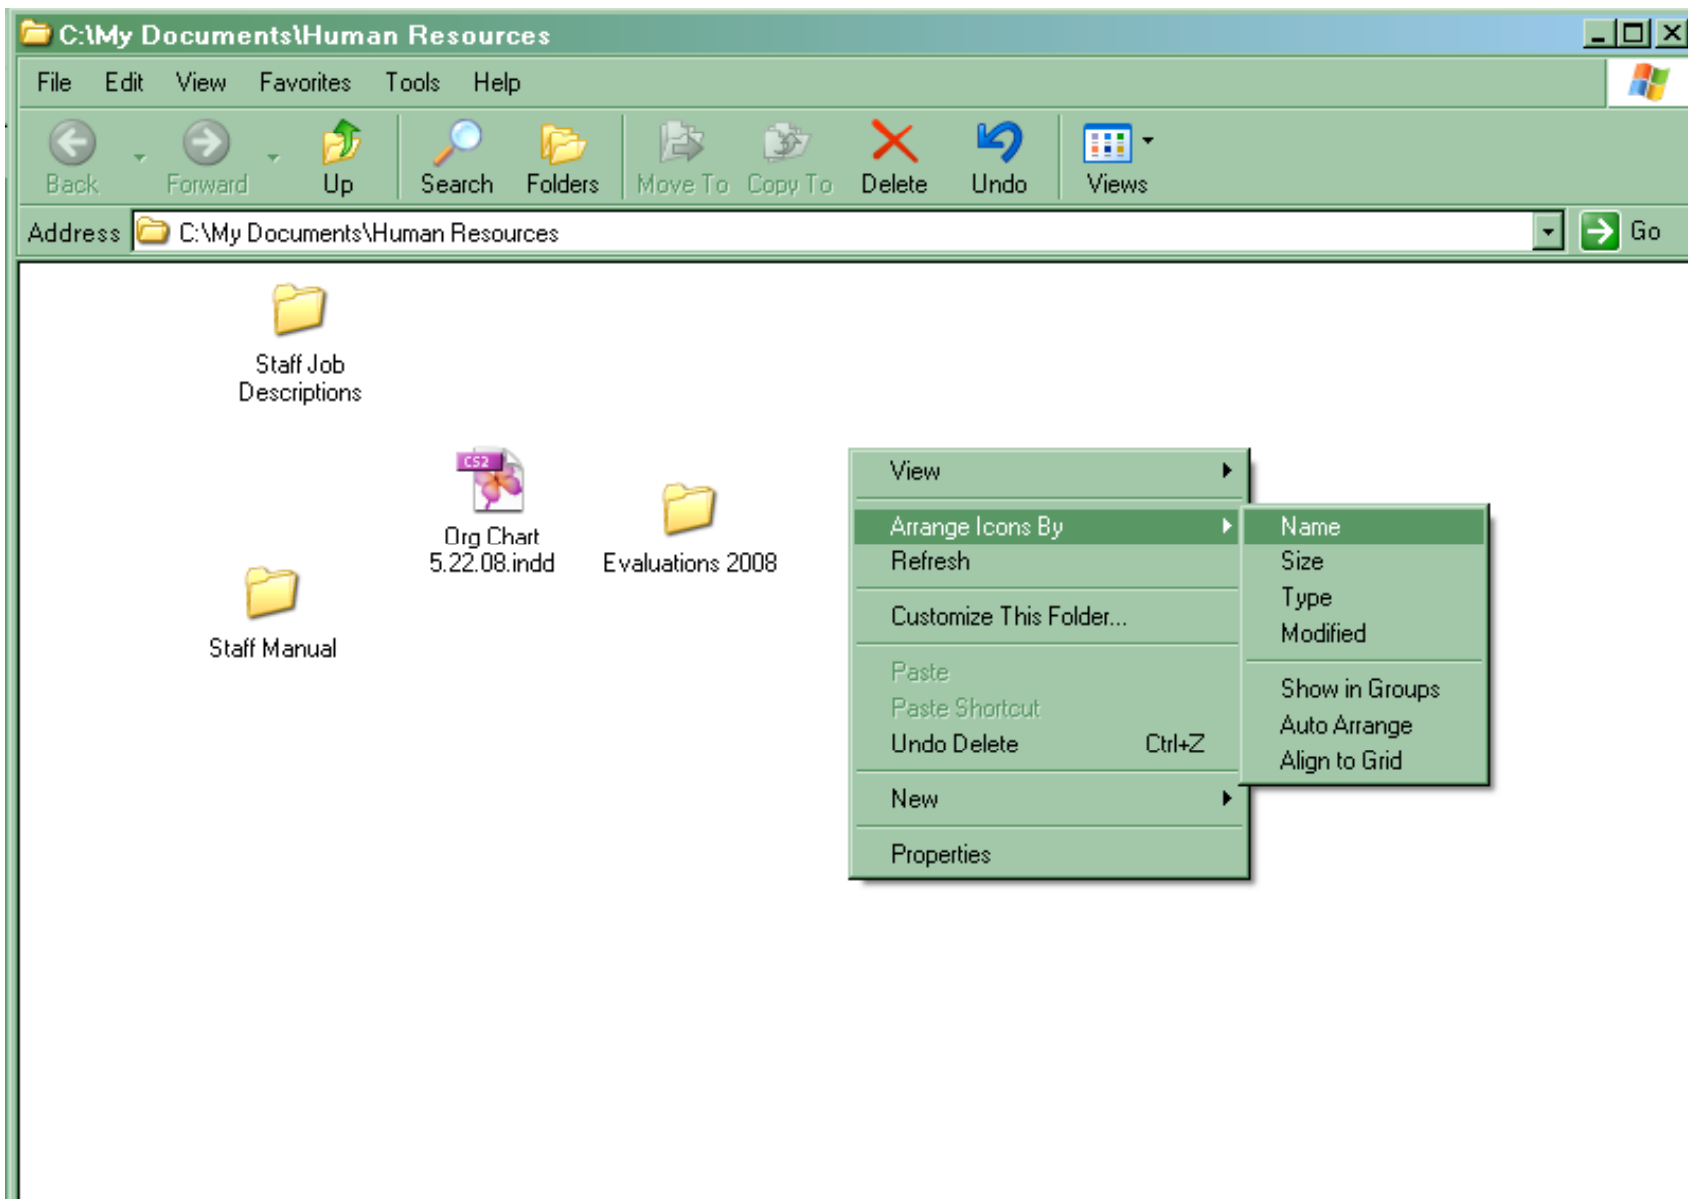 C:\My Documents\Human Resources
File Edit View Favorites Tools Help
Back Forward Up Search Folders Move To Copy To Delete Undo Views
Address C:\My Documents\Human Resources Go
Staff Job
Descriptions
CS2
Org Chart
5.22.08.indd
Evaluations 2008
Staff Manual
View
Arrange Icons By
Refresh
Customize This Folder...
Paste
Paste Shortcut
Undo Delete Ctrl+Z
New
Properties
Name
Size
Type
Modified
Show in Groups
Auto Arrange
Align to Grid